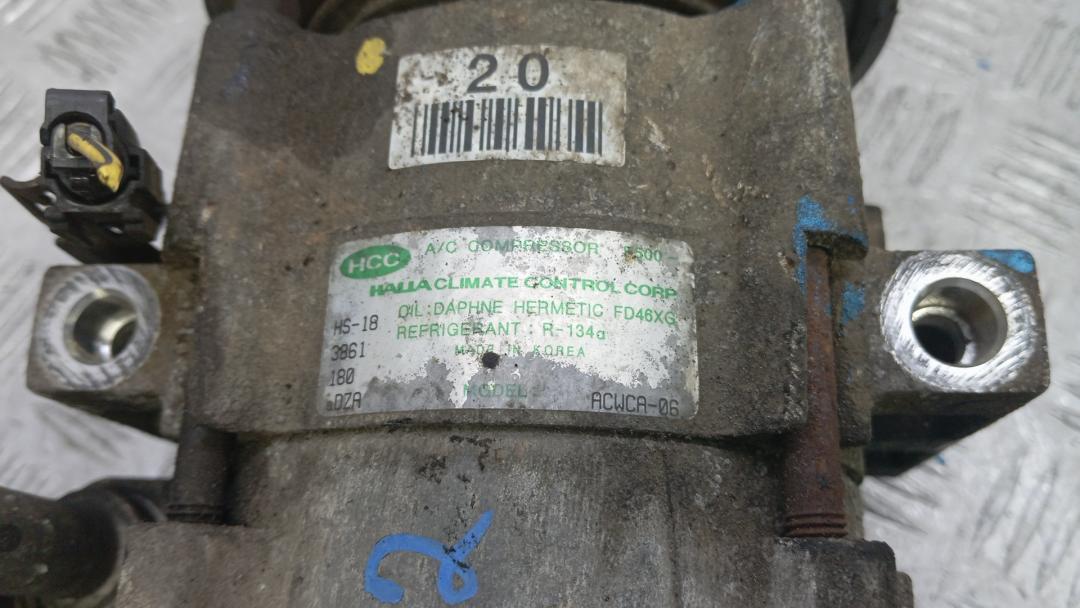 20
HCC A/C COMPRESSOR
HALLA CLIMATE CONTROL CORP
OIL:DAPHNE HERMETIC FD46XG
HS-18
REFRIGERANT : R-134a
3861
MADE IN KOREA
180
MODEL
ACWCA-06
2